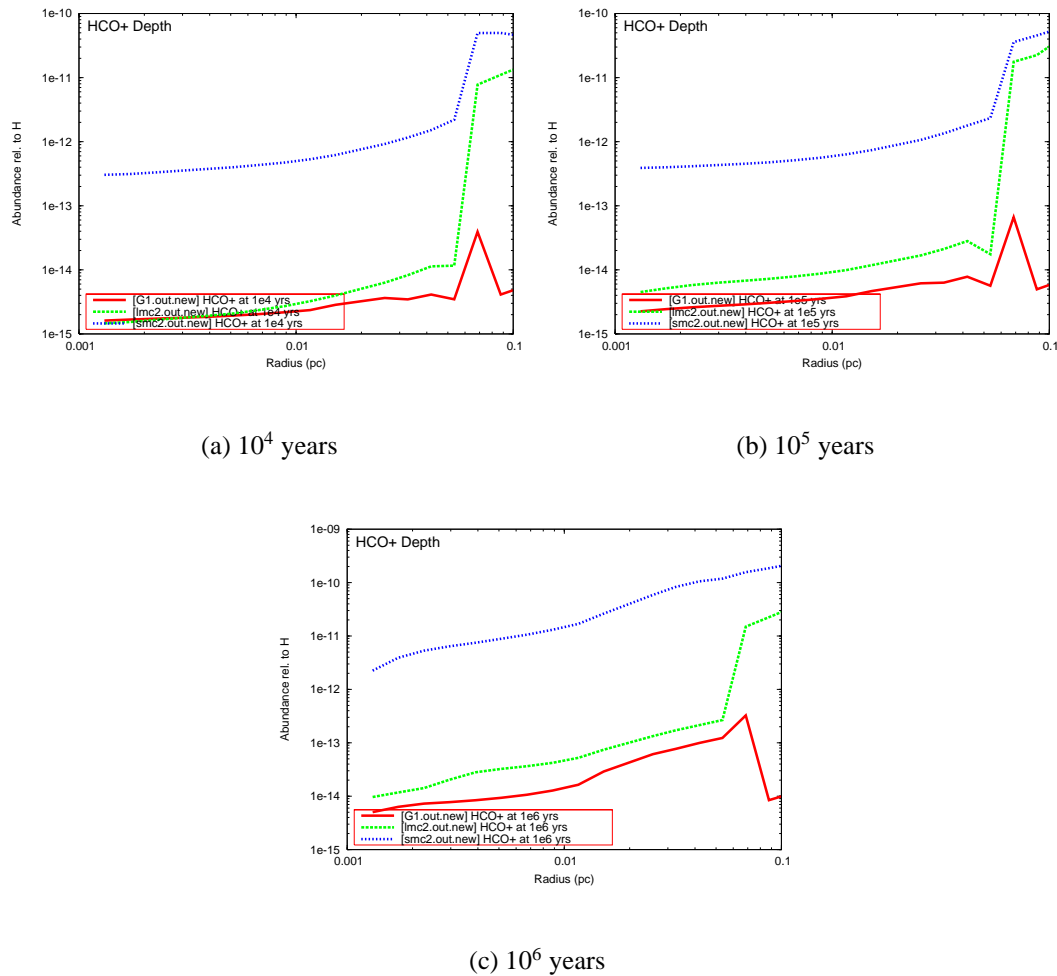 HCO+ Depth
1e-10
1e-11
1e-12
1e-13
1e-14
1e-15
Abundance rel. to H
[G1.out.new] HCO+ at 1e4 yrs
[lmc2.out.new] HCO+ at 1e4 yrs
[smc2.out.new] HCO+ at 1e4 yrs
0.001
0.01
0.1
Radius (pc)
(a) 10⁴ years
HCO+ Depth
1e-10
1e-11
1e-12
1e-13
1e-14
1e-15
Abundance rel. to H
[G1.out.new] HCO+ at 1e5 yrs
[lmc2.out.new] HCO+ at 1e5 yrs
[smc2.out.new] HCO+ at 1e5 yrs
0.001
0.01
0.1
Radius (pc)
(b) 10⁵ years
HCO+ Depth
1e-09
1e-10
1e-11
1e-12
1e-13
1e-14
1e-15
Abundance rel. to H
[G1.out.new] HCO+ at 1e6 yrs
[lmc2.out.new] HCO+ at 1e6 yrs
[smc2.out.new] HCO+ at 1e6 yrs
0.001
0.01
0.1
Radius (pc)
(c) 10⁶ years